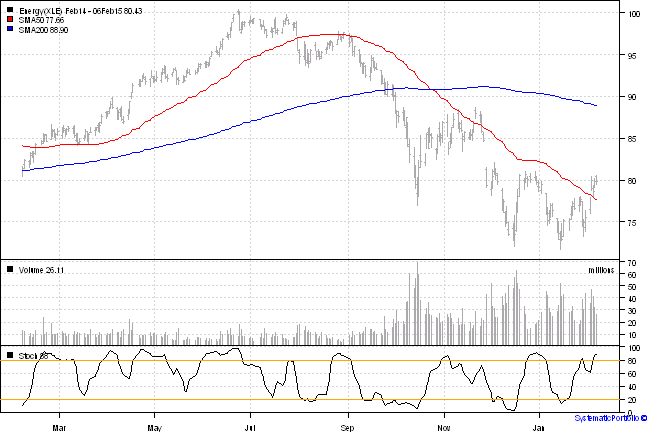 Energy(XLE) Feb14 - 06Feb15 80.43
SMA50 77.66
SMA200 88.90
100
95
90
85
80
75
Volume 26.11
millions
70
60
50
40
30
20
10
100
80
60
40
20
0
Mar
May
Jul
Sep
Nov
Jan
SystematicPortfolio ©